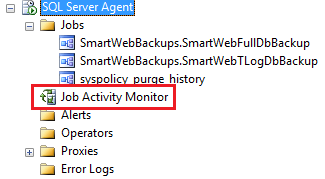 SQL Server Agent
Jobs
SmartWebBackups.SmartWebFullDbBackup
SmartWebBackups.SmartWebTLogDbBackup
syspolicy_purge_history
Job Activity Monitor
Alerts
Operators
Proxies
Error Logs